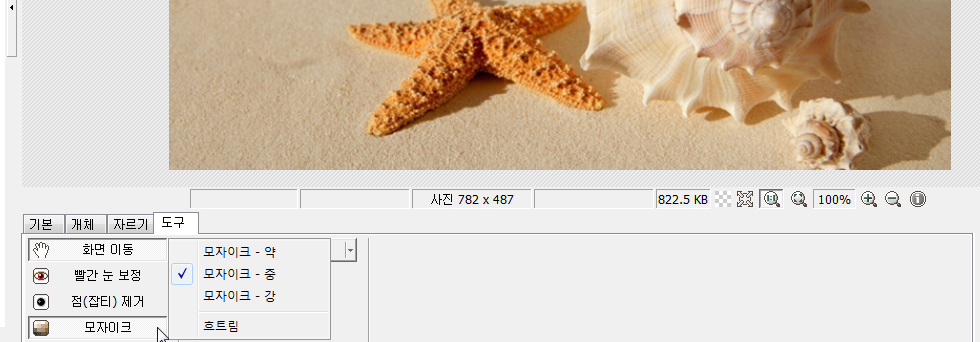 사진 782 x 487
822.5 KB
1:1
100%
기본
개체
자르기
도구
화면 이동
빨간 눈 보정
점(잡티) 제거
모자이크
모자이크 - 약
모자이크 - 중
모자이크 - 강
흐트림